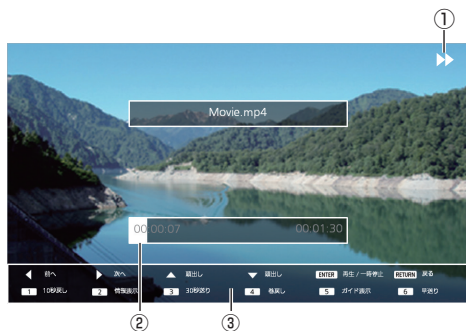 ①
Movie.mp4
00:00:07 00:01:30
前へ 次へ 頭出し 頭出し ENTER 再生 / 一時停止 RETURN 戻る
1 10秒戻し 2 情報表示 3 30秒送り 4 巻戻し 5 ガイド表示 6 早送り
② ③